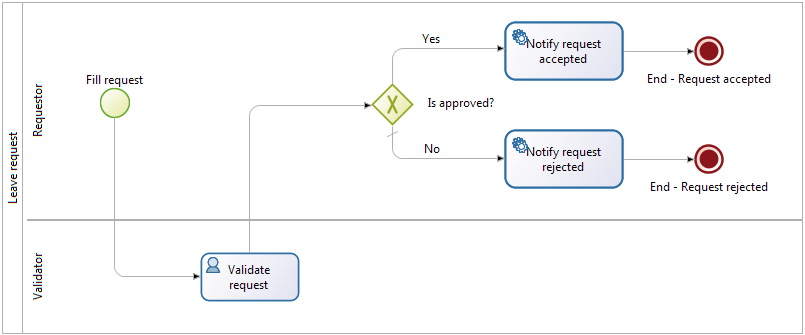 Leave request
Requestor
Fill request
Yes
Notify request
accepted
End - Request accepted
Is approved?
No
Notify request
rejected
End - Request rejected
Validator
Validate
request